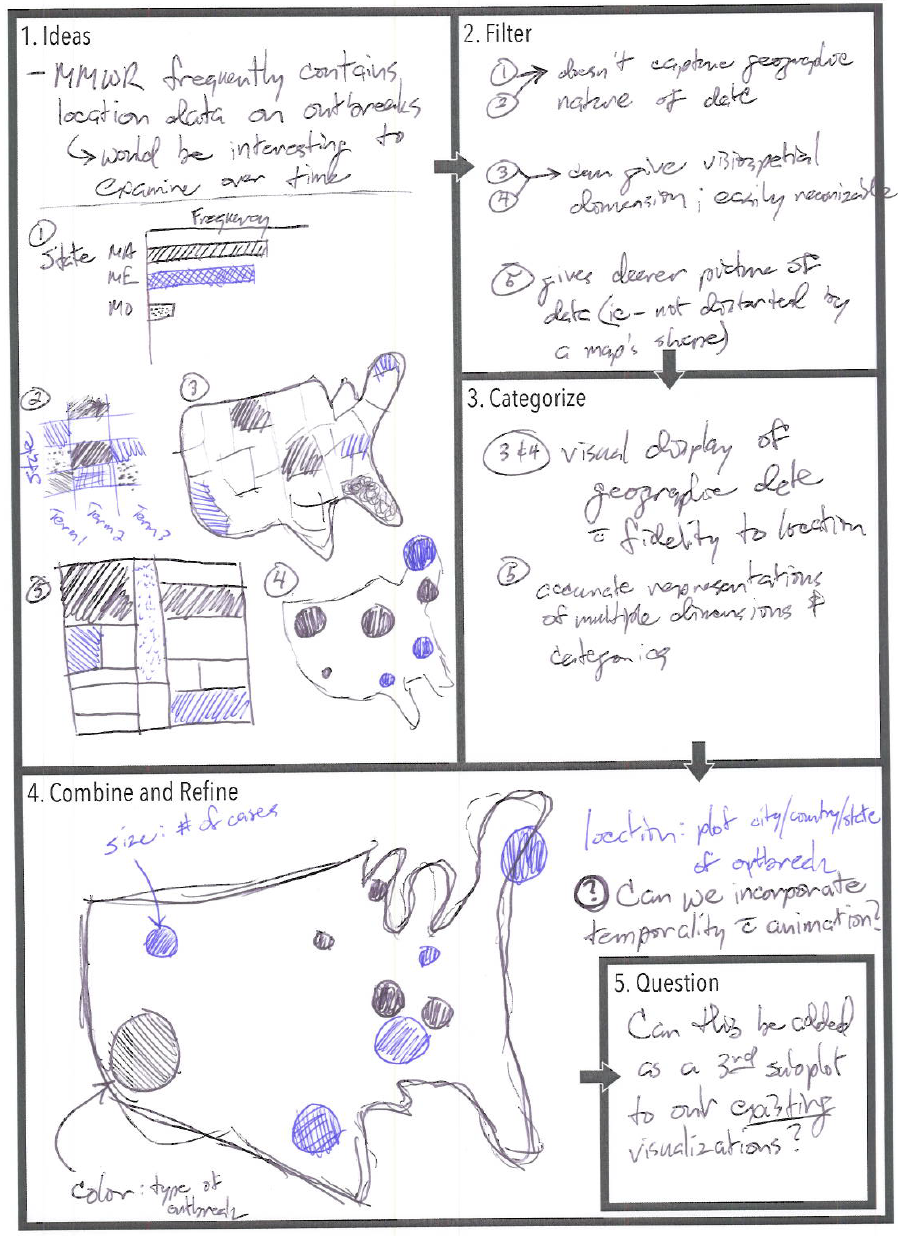 1. Ideas
- MMWR frequently contains
location data on outbreaks
↳ would be interesting to
examine over time
① Frequency
State MA
ME
MO
②
State
Term 1
Term 2
Term 3
③
⑤
④
2. Filter
① → doesn't capture geographic
② nature of data
③ → can give visiospatial
④ dimension; easily recognizable
⑤ gives clearer picture of
data (ie - not distorted by
a map's shape)
3. Categorize
3 & 4 visual display of
geographic data
c̄ fidelity to location
⑤ accurate representations
of multiple dimensions &
categories
4. Combine and Refine
size: # of cases
color: type of
outbreak
location: plot city/country/state
of outbreak
? Can we incorporate
temporality c̄ animation?
5. Question
Can this be added
as a 3rd subplot
to our existing
visualizations?